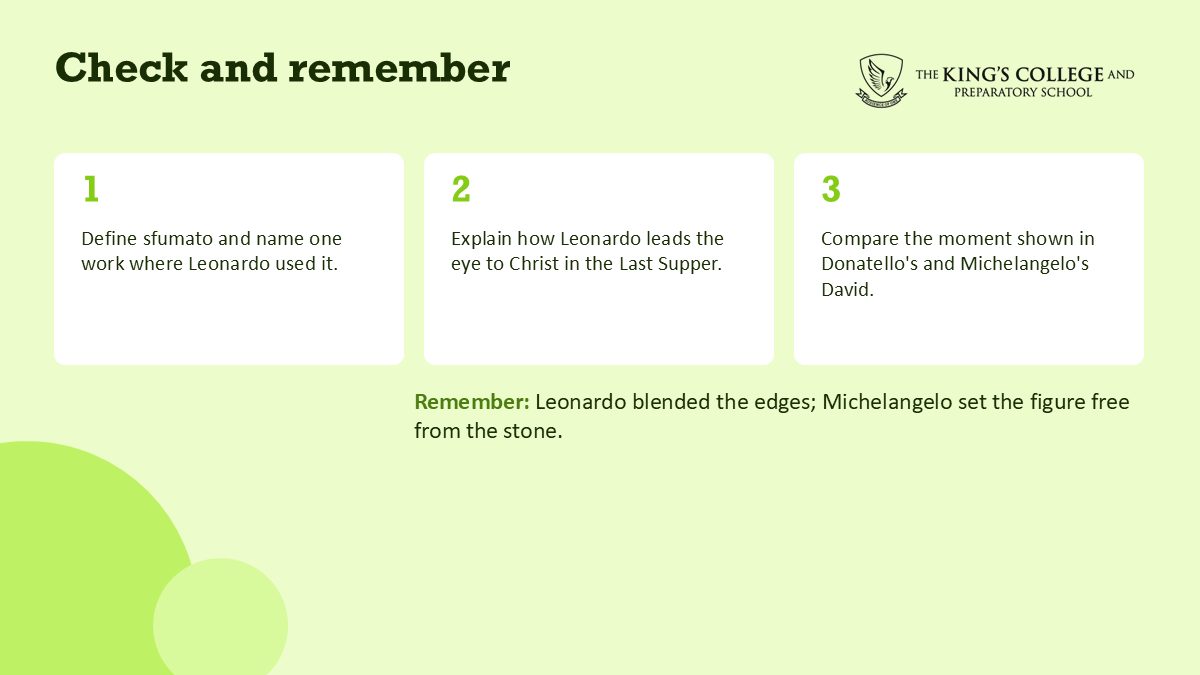 Check and remember
THE KING'S COLLEGE AND
PREPARATORY SCHOOL
1
Define sfumato and name one
work where Leonardo used it.
2
Explain how Leonardo leads the
eye to Christ in the Last Supper.
3
Compare the moment shown in
Donatello's and Michelangelo's
David.
Remember: Leonardo blended the edges; Michelangelo set the figure free
from the stone.